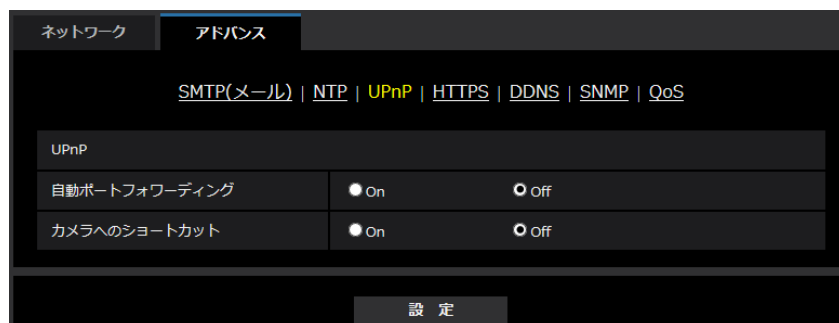 ネットワーク アドバンス
SMTP(メール) | NTP | UPnP | HTTPS | DDNS | SNMP | QoS
UPnP
自動ポートフォワーディング On Off
カメラへのショートカット On Off
設 定